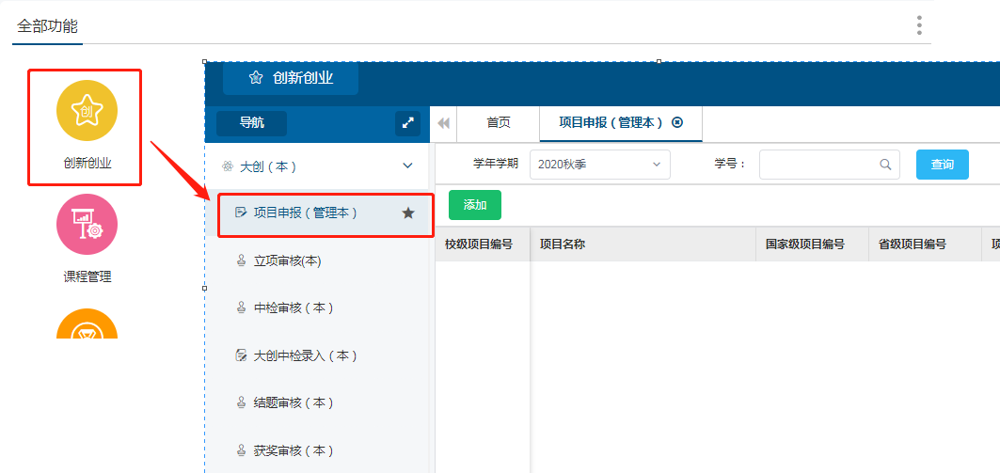 全部功能
创
创新创业
课程管理
创新创业
导航
大创（本）
项目申报（管理本）
立项审核(本)
中检审核（本）
大创中检录入（本）
结题审核（本）
获奖审核（本）
首页
项目申报（管理本）
学年学期
2020秋季
学号：
查询
添加
校级项目编号
项目名称
国家级项目编号
省级项目编号